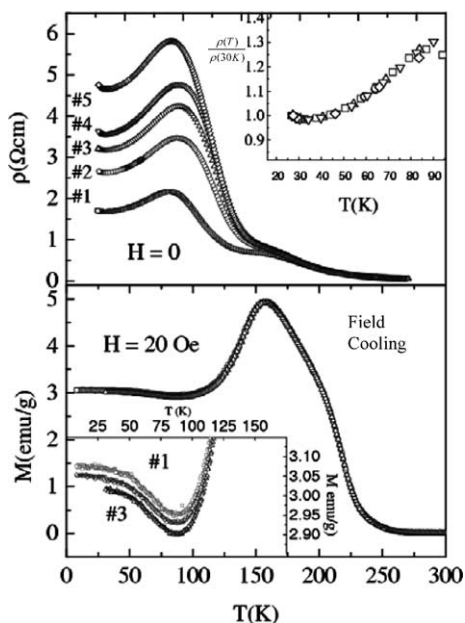 6
5
4
3
2
1
0
ρ(Ωcm)
#5
#4
#3
#2
#1
H = 0
1.4
1.3
1.2
1.1
1.0
0.9
ρ(T)
ρ(30K)
20 30 40 50 60 70 80 90
T(K)
5
4
3
2
1
0
M(emu/g)
H = 20 Oe
Field
Cooling
T (K)
0 25 50 75 100 125 150
#1
#3
3.10
3.05
3.00
2.95
2.90
M emu/g)
0 50 100 150 200 250 300
T(K)